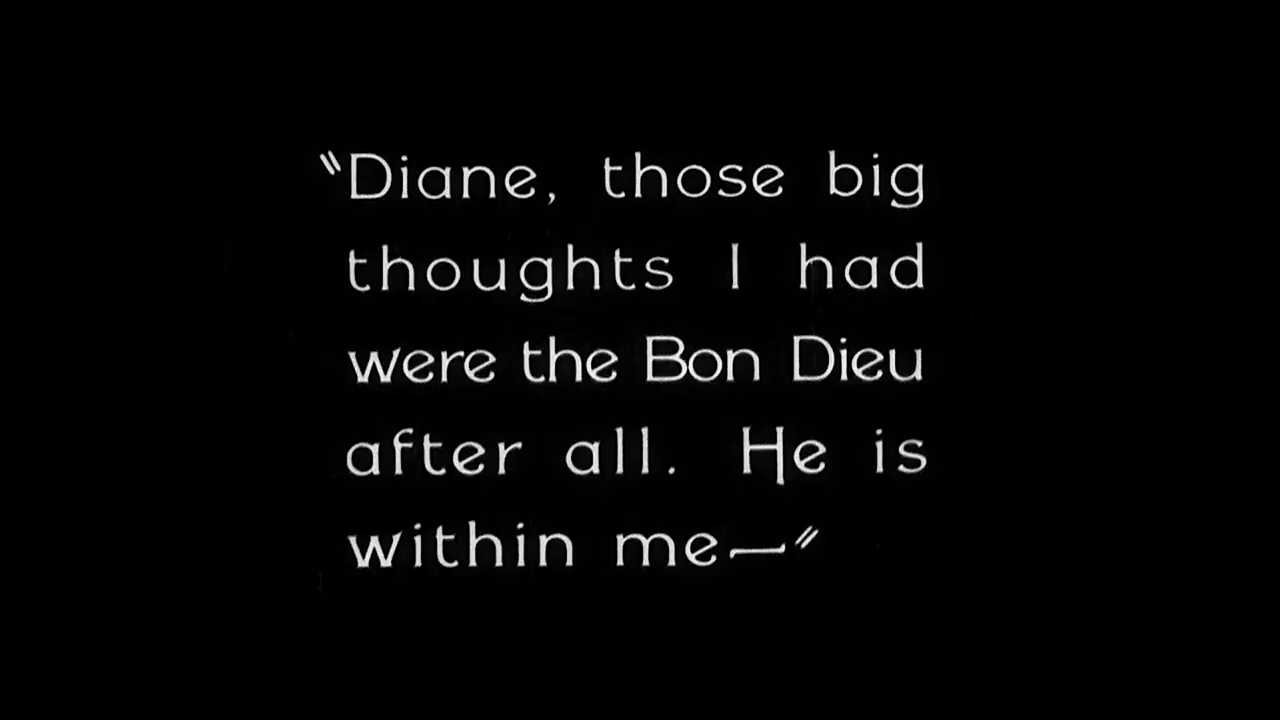 "Diane, those big
thoughts I had
were the Bon Dieu
after all. He is
within me—"